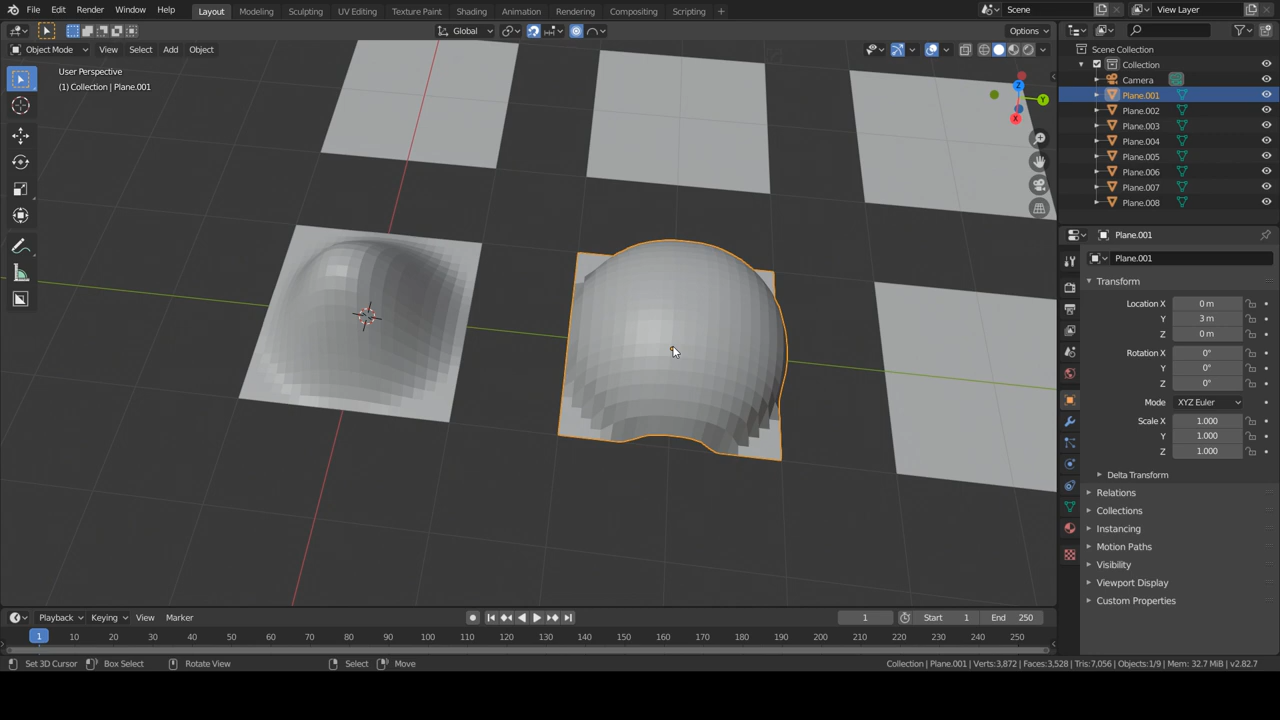 File Edit Render Window Help Layout Modeling Sculpting UV Editing Texture Paint Shading Animation Rendering Compositing Scripting + Scene View Layer
Global Options
Object Mode View Select Add Object
User Perspective
(1) Collection | Plane.001
Z
Y
X
Scene Collection
Collection
Camera
Plane.001
Plane.002
Plane.003
Plane.004
Plane.005
Plane.006
Plane.007
Plane.008
Plane.001
Plane.001
Transform
Location X 0 m
Y 3 m
Z 0 m
Rotation X 0°
Y 0°
Z 0°
Mode XYZ Euler
Scale X 1.000
Y 1.000
Z 1.000
Delta Transform
Relations
Collections
Instancing
Motion Paths
Visibility
Viewport Display
Custom Properties
Playback Keying View Marker 1 Start 1 End 250
1 10 20 30 40 50 60 70 80 90 100 110 120 130 140 150 160 170 180 190 200 210 220 230 240 250
Set 3D Cursor Box Select Rotate View Select Move Collection | Plane.001 | Verts:3,872 | Faces:3,528 | Tris:7,056 | Objects:1/9 | Mem: 32.7 MiB | v2.82.7